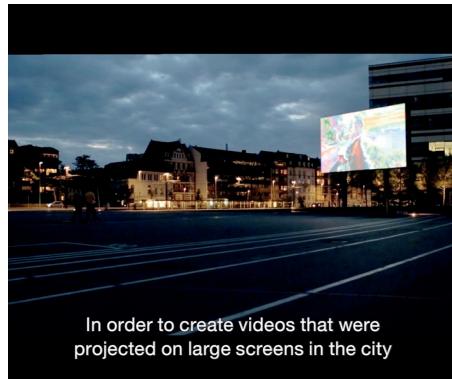 In order to create videos that were
projected on large screens in the city